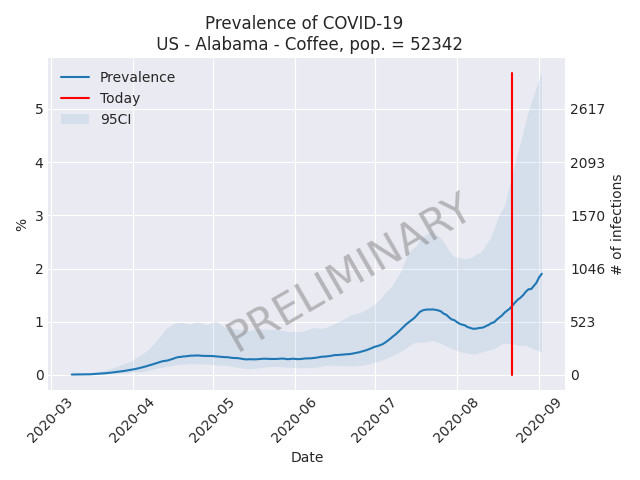 Prevalence of COVID-19
US - Alabama - Coffee, pop. = 52342
Prevalence
Today
95CI
PRELIMINARY
%
5
4
3
2
1
0
2617
2093
1570
1046
523
0
# of infections
2020-03
2020-04
2020-05
2020-06
2020-07
2020-08
2020-09
Date